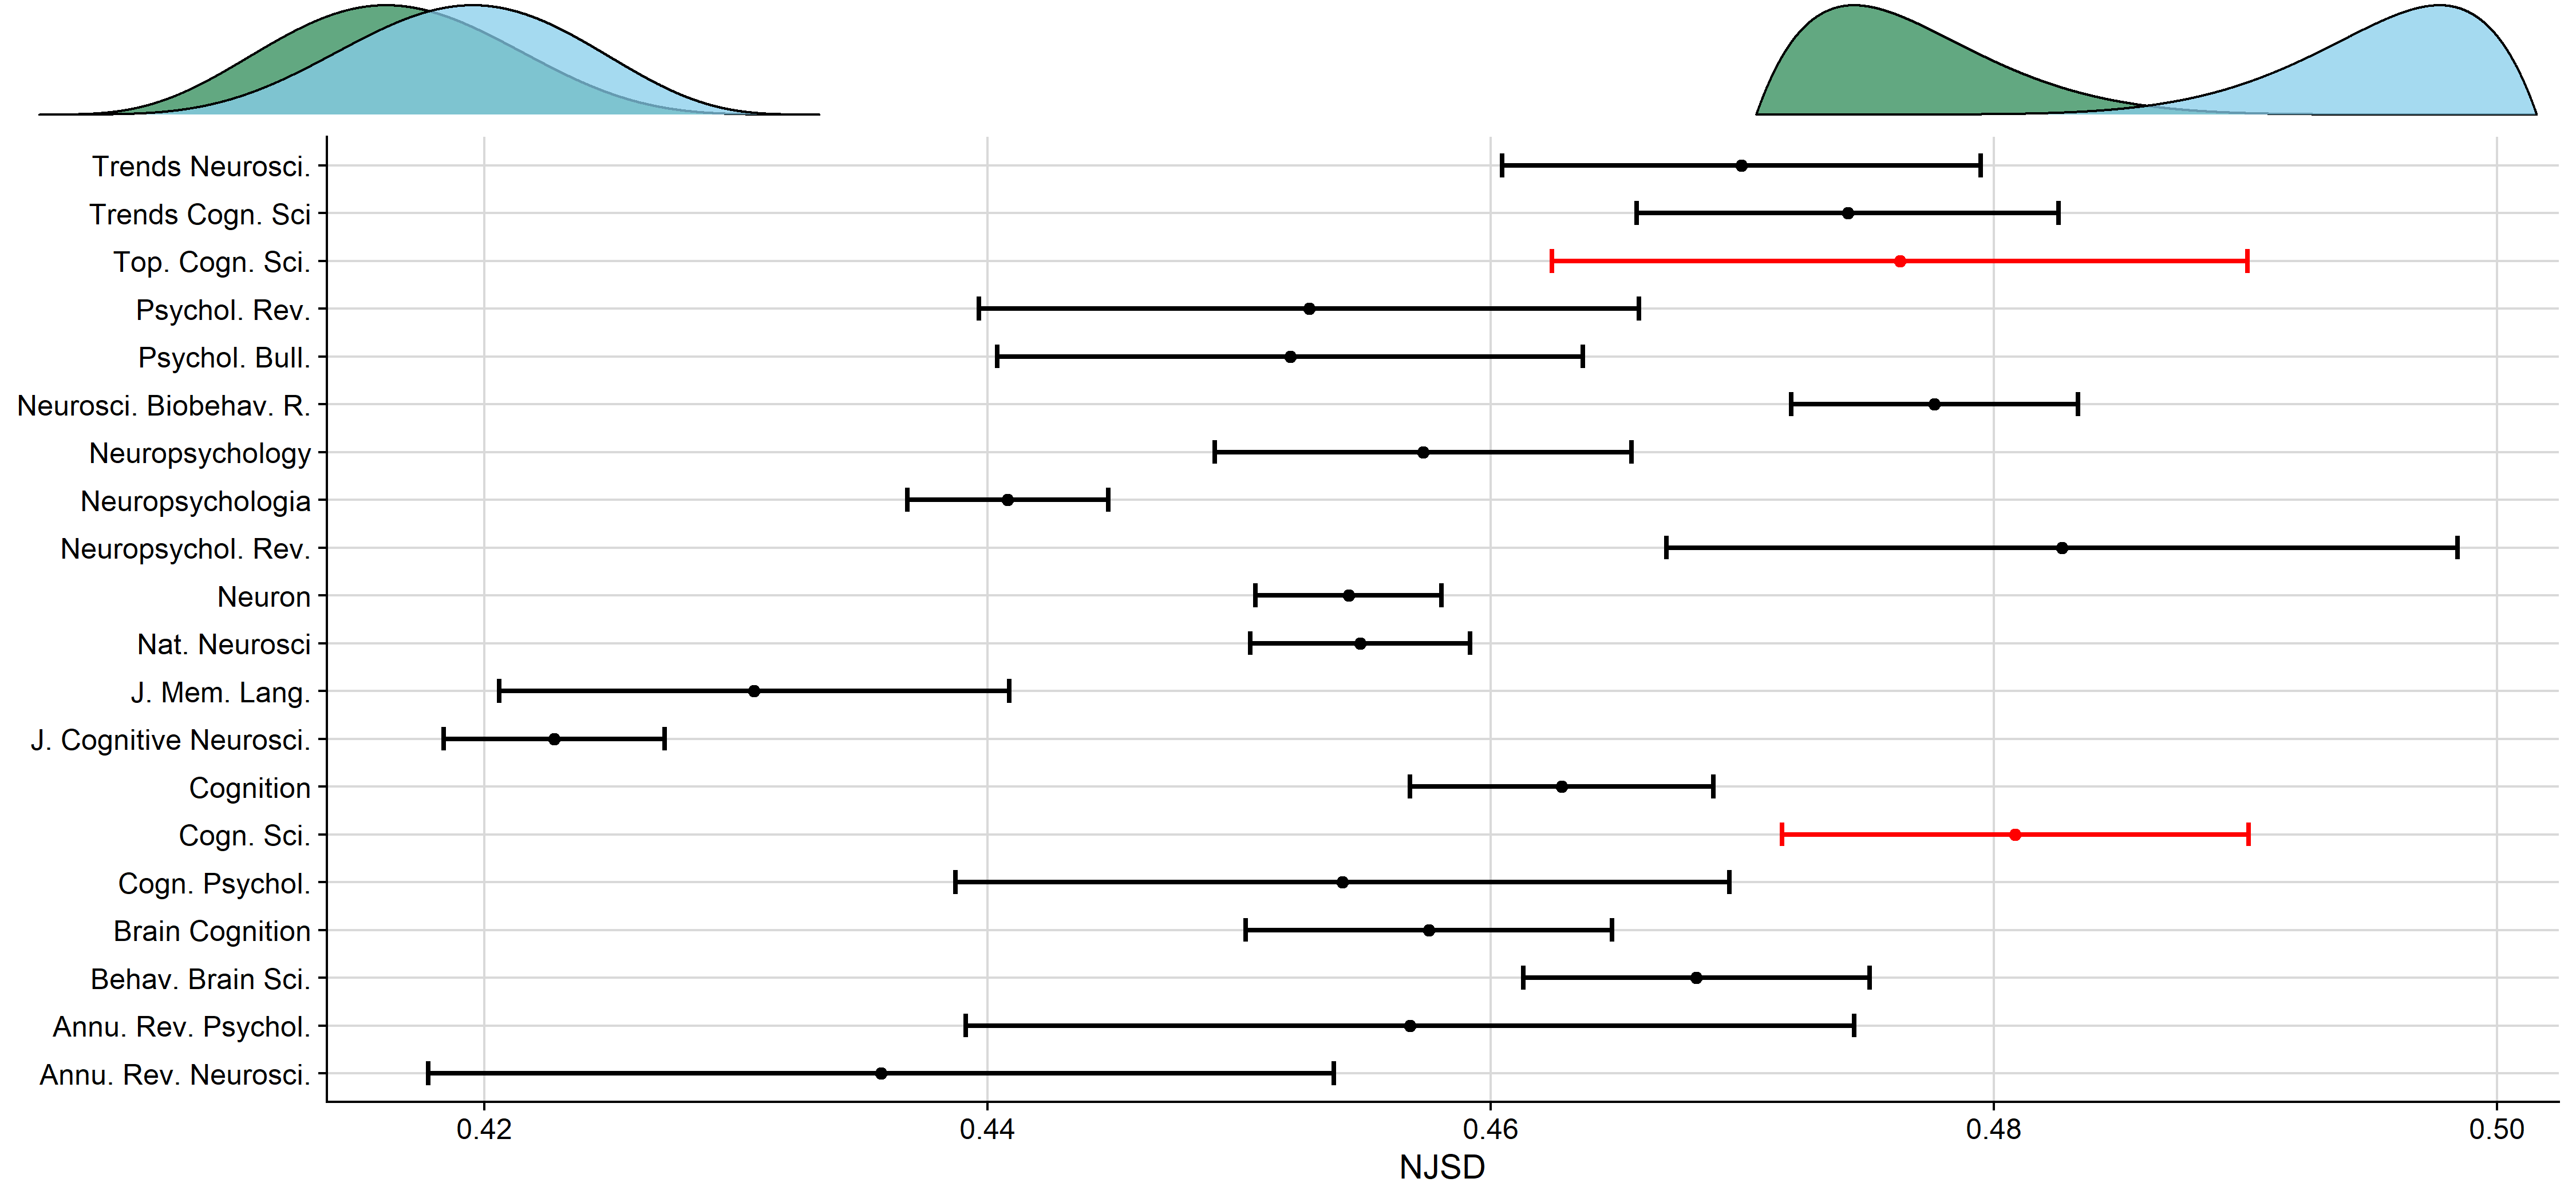 Trends Neurosci.
Trends Cogn. Sci
Top. Cogn. Sci.
Psychol. Rev.
Psychol. Bull.
Neurosci. Biobehav. R.
Neuropsychology
Neuropsychologia
Neuropsychol. Rev.
Neuron
Nat. Neurosci
J. Mem. Lang.
J. Cognitive Neurosci.
Cognition
Cogn. Sci.
Cogn. Psychol.
Brain Cognition
Behav. Brain Sci.
Annu. Rev. Psychol.
Annu. Rev. Neurosci.
0.42 0.44 0.46 0.48 0.50
NJSD